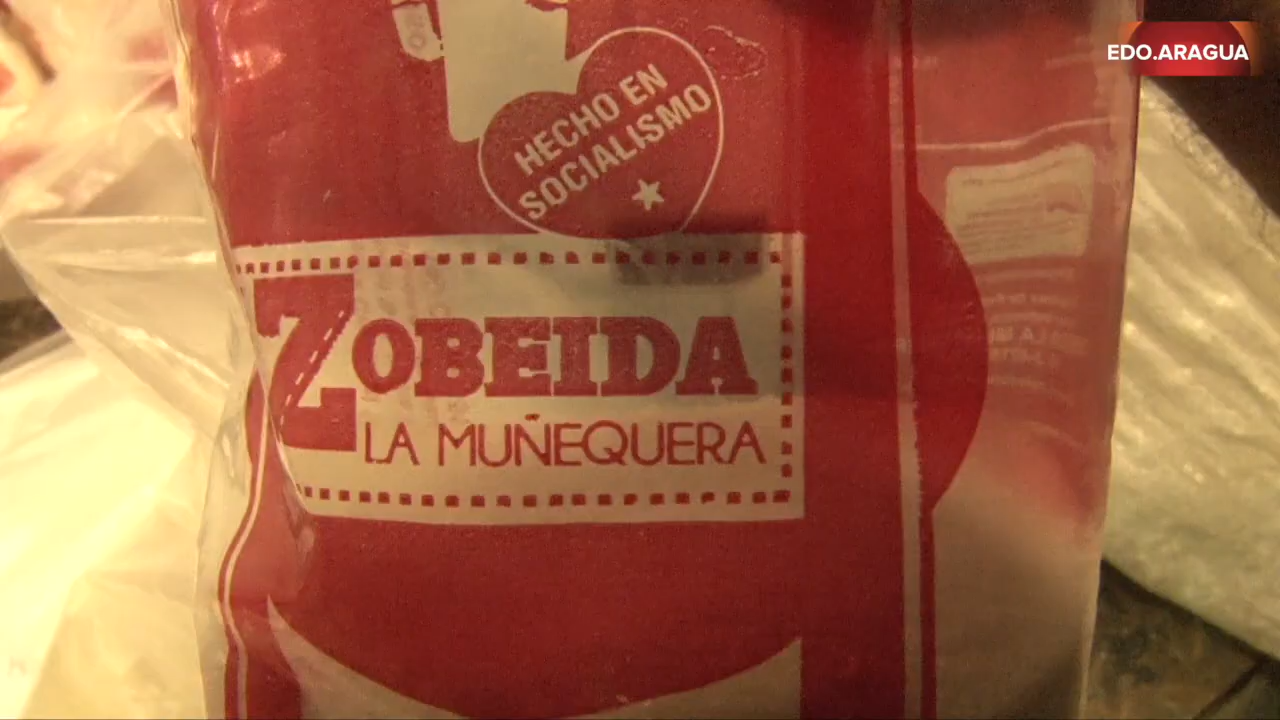 EDO.ARAGUA
HECHO EN
SOCIALISMO
ZOBEIDA
LA MUÑEQUERA